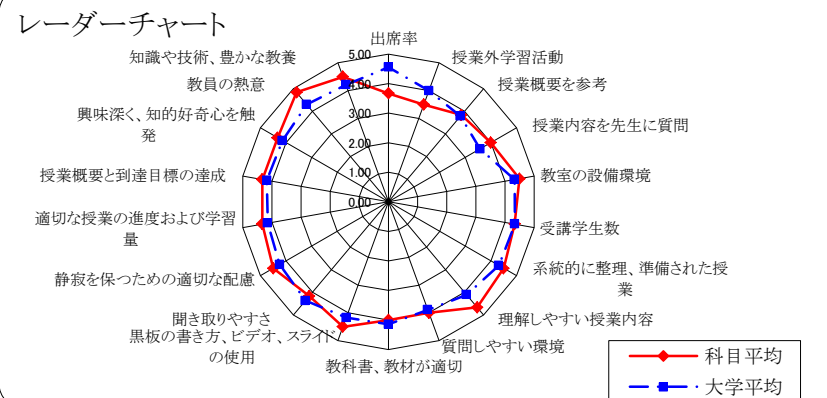 レーダーチャート
出席率
授業外学習活動
授業概要を参考
授業内容を先生に質問
教室の設備環境
受講学生数
系統的に整理、準備された授
業
理解しやすい授業内容
質問しやすい環境
教科書、教材が適切
黒板の書き方、ビデオ、スライド
の使用
聞き取りやすさ
静寂を保つための適切な配慮
適切な授業の進度および学習
量
授業概要と到達目標の達成
興味深く、知的好奇心を触
発
教員の熱意
知識や技術、豊かな教養
5.00
4.00
3.00
2.00
1.00
0.00
科目平均
大学平均